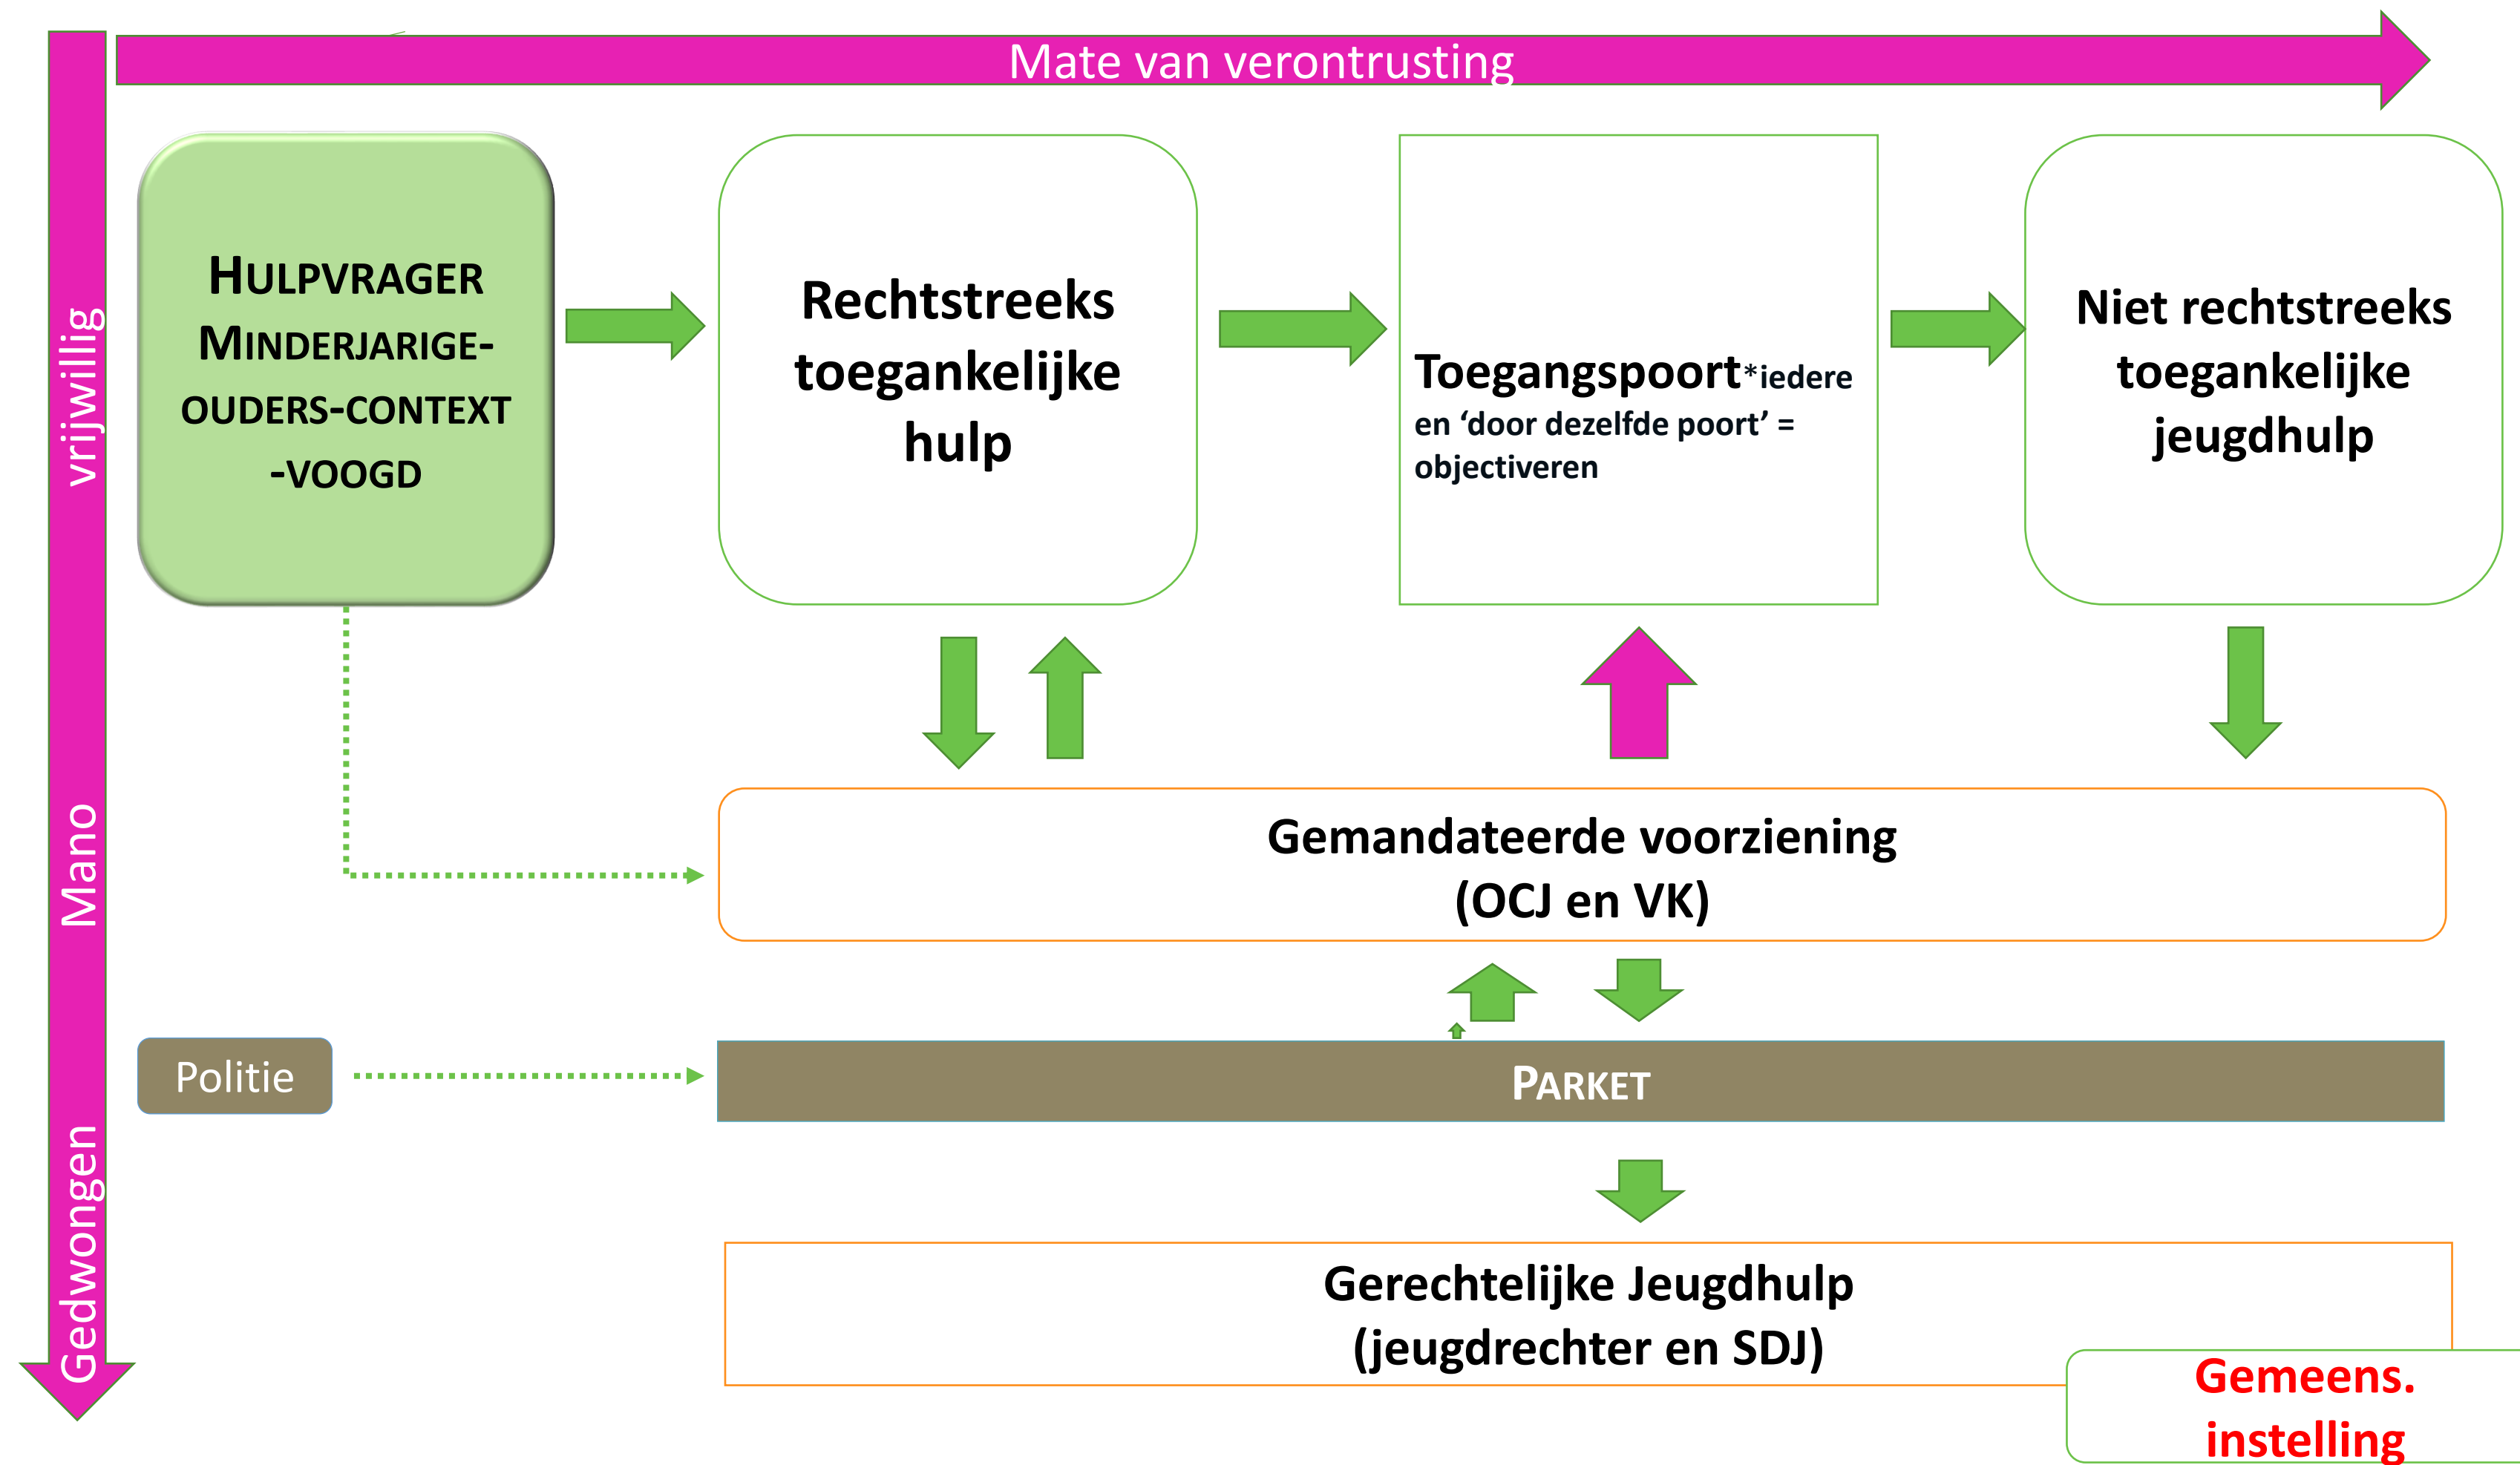 Mate van verontrusting
vrijwillig
Mano
Gedwongen
HULPVRAGER
MINDERJARIGE-
OUDERS-CONTEXT
-VOOGD
Rechtstreeks
toegankelijke
hulp
Toegangspoort*iedere
en ‘door dezelfde poort’ =
objectiveren
Niet rechtstreeks
toegankelijke
jeugdhulp
Gemandateerde voorziening
(OCJ en VK)
Politie
PARKET
Gerechtelijke Jeugdhulp
(jeugdrechter en SDJ)
Gemeens.
instelling